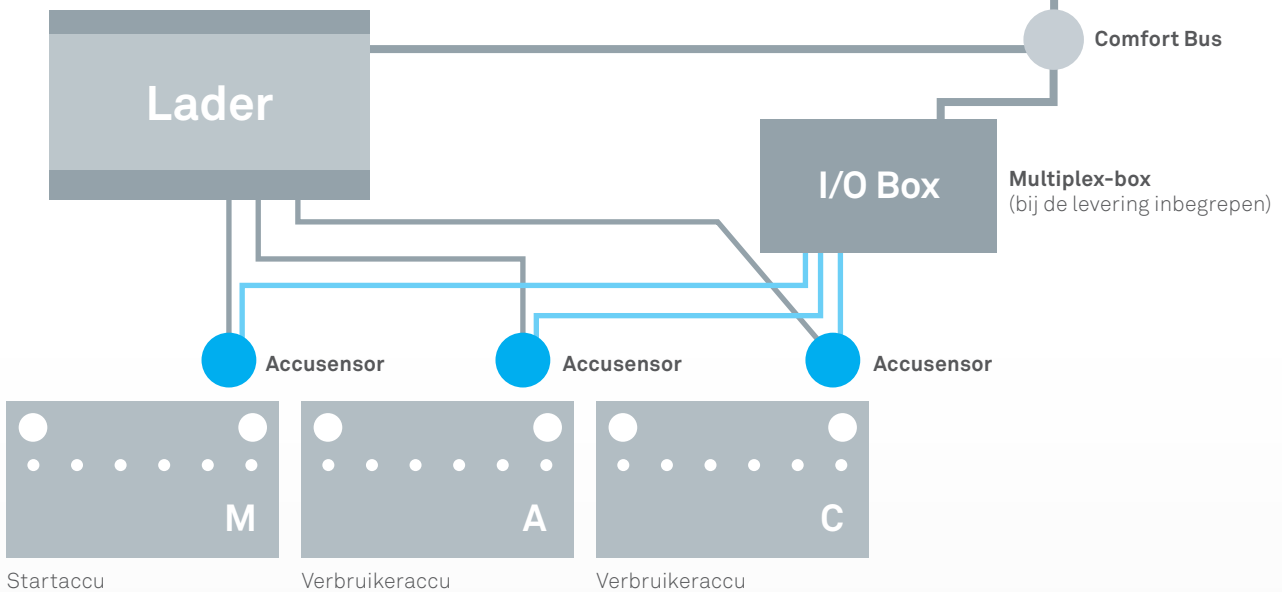 Comfort Bus
Lader
I/O Box
Multiplex-box
(bij de levering inbegrepen)
Accusensor
Accusensor
Accusensor
M
A
C
Startaccu
Verbruikeraccu
Verbruikeraccu